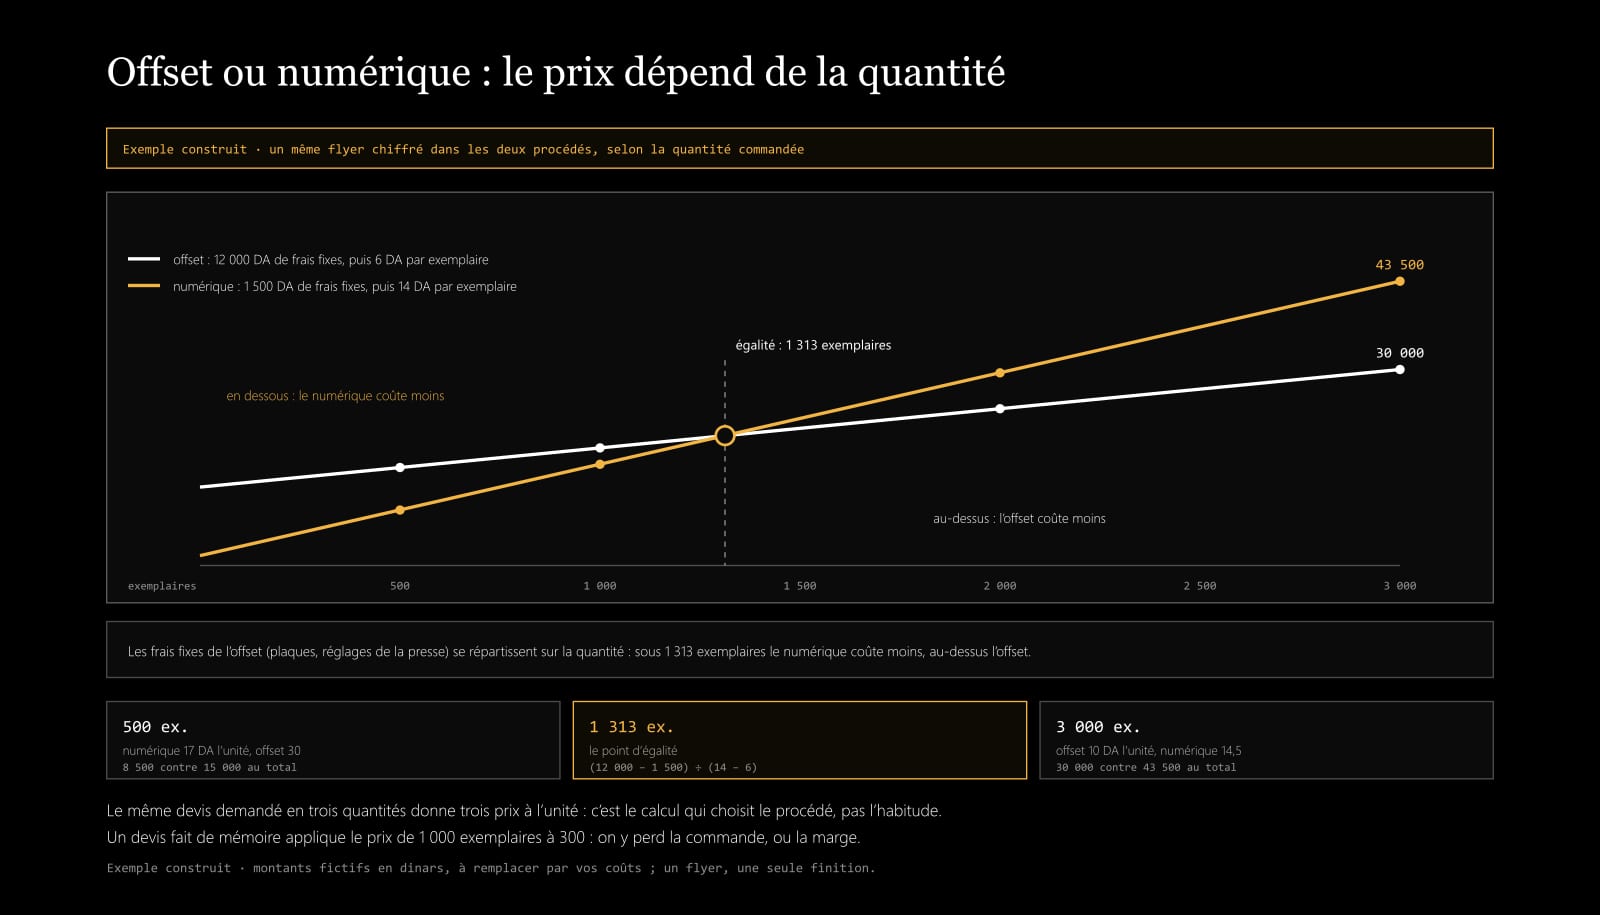 Offset ou numérique : le prix dépend de la quantité
Exemple construit · un même flyer chiffré dans les deux procédés, selon la quantité commandée
offset : 12 000 DA de frais fixes, puis 6 DA par exemplaire
numérique : 1 500 DA de frais fixes, puis 14 DA par exemplaire
43 500
30 000
égalité : 1 313 exemplaires
en dessous : le numérique coûte moins
au-dessus : l’offset coûte moins
exemplaires 500 1 000 1 500 2 000 2 500 3 000
Les frais fixes de l’offset (plaques, réglages de la presse) se répartissent sur la quantité : sous 1 313 exemplaires le numérique coûte moins, au-dessus l’offset.
500 ex.
numérique 17 DA l’unité, offset 30
8 500 contre 15 000 au total
1 313 ex.
le point d’égalité
(12 000 − 1 500) ÷ (14 − 6)
3 000 ex.
offset 10 DA l’unité, numérique 14,5
30 000 contre 43 500 au total
Le même devis demandé en trois quantités donne trois prix à l’unité : c’est le calcul qui choisit le procédé, pas l’habitude.
Un devis fait de mémoire applique le prix de 1 000 exemplaires à 300 : on y perd la commande, ou la marge.
Exemple construit · montants fictifs en dinars, à remplacer par vos coûts ; un flyer, une seule finition.